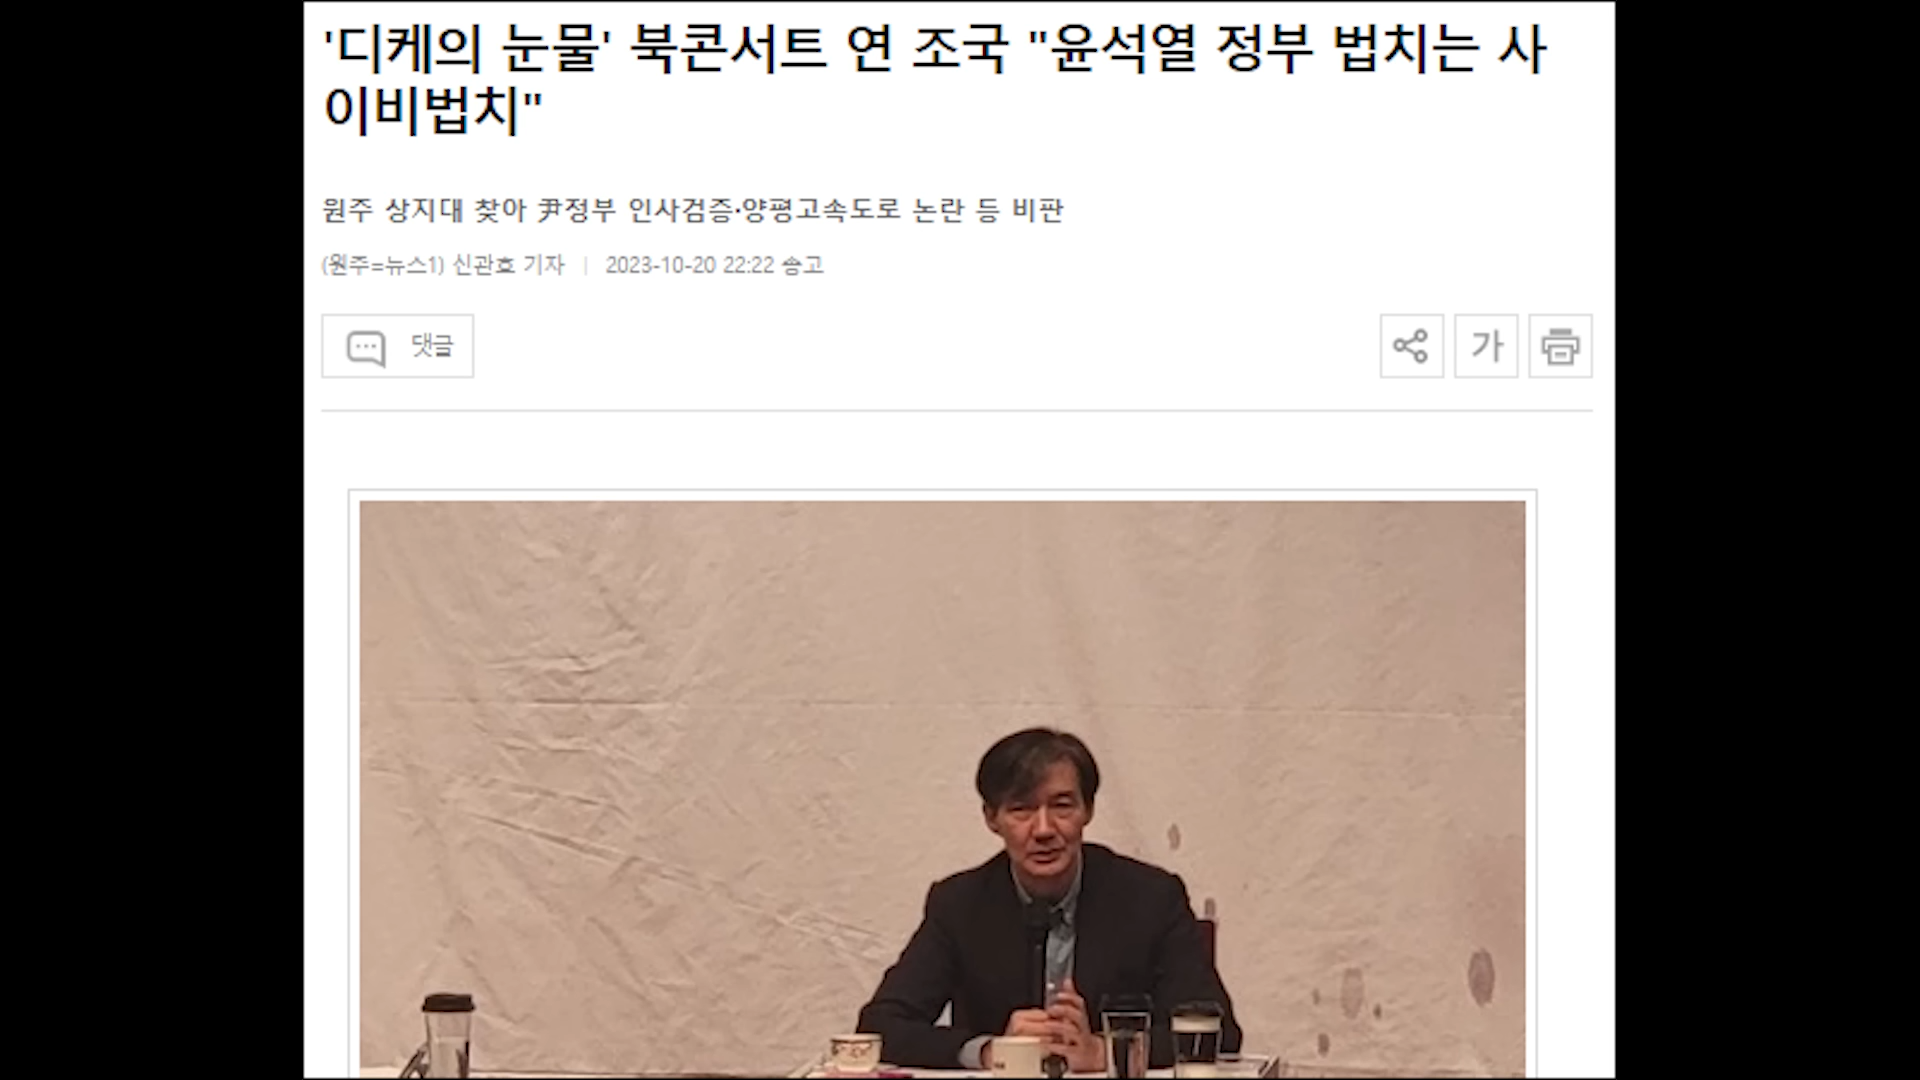 '디케의 눈물' 북콘서트 연 조국 "윤석열 정부 법치는 사
이비법치"
원주 상지대 찾아 尹정부 인사검증·양평고속도로 논란 등 비판
(원주=뉴스1) 신관호 기자 | 2023-10-20 22:22 송고
댓글
가